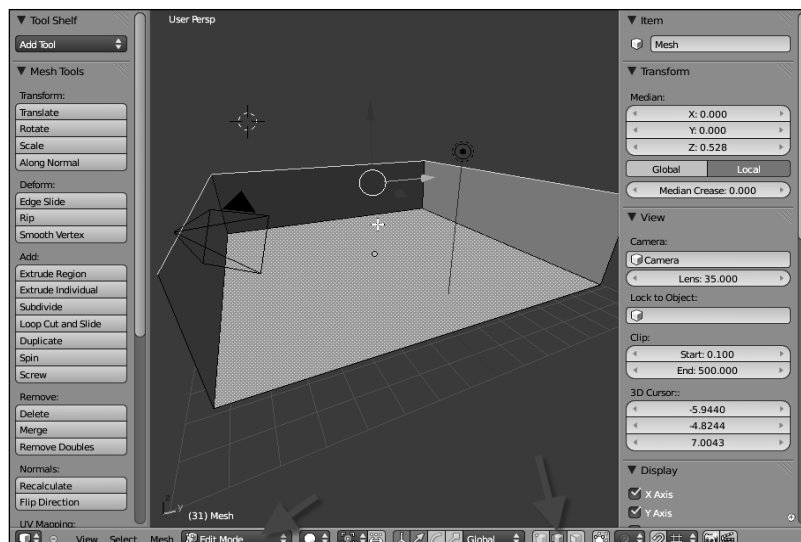 Tool Shelf
Add Tool
Mesh Tools
Transform:
Translate
Rotate
Scale
Along Normal
Deform:
Edge Slide
Rip
Smooth Vertex
Add:
Extrude Region
Extrude Individual
Subdivide
Loop Cut and Slide
Duplicate
Spin
Screw
Remove:
Delete
Merge
Remove Doubles
Normals:
Recalculate
Flip Direction
UV Mapping:
User Persp
z
y
(31) Mesh
Item
Mesh
Transform
Median:
X: 0.000
Y: 0.000
Z: 0.528
Global Local
Median Crease: 0.000
View
Camera:
Camera
Lens: 35.000
Lock to Object:
Clip:
Start: 0.100
End: 500.000
3D Cursor::
-5.9440
-4.8244
7.0043
Display
X Axis
Y Axis
View Select Mesh Edit Mode Global